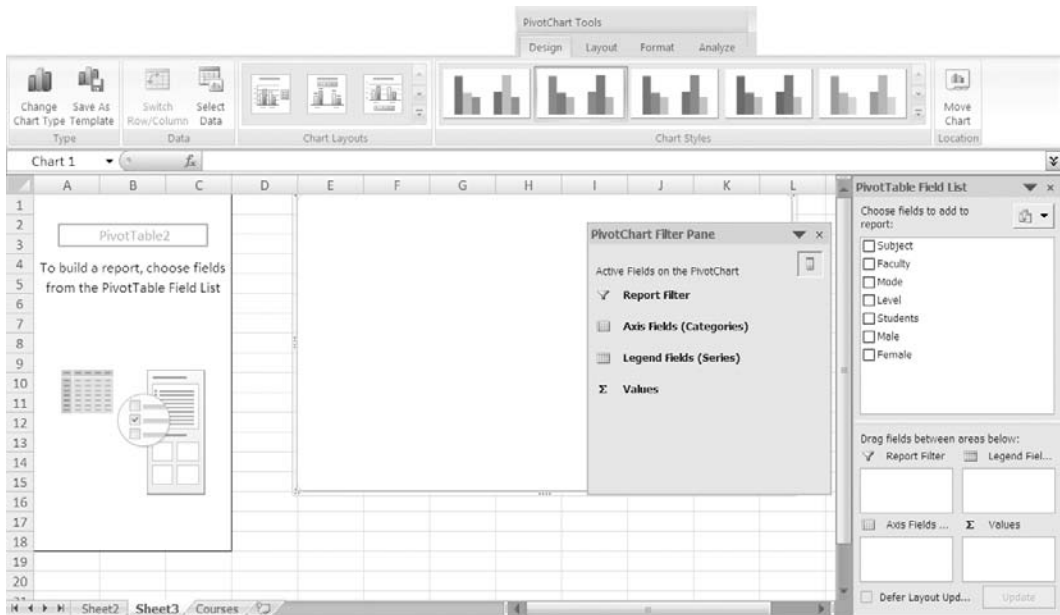 PivotChart Tools
Design Layout Format Analyze
Change Chart Type
Save As Template
Switch Row/Column
Select Data
Move Chart
Type
Data
Chart Layouts
Chart Styles
Location
Chart 1
fx
A B C D E F G H I J K L
1
2
3
4
5
6
7
8
9
10
11
12
13
14
15
16
17
18
19
20
PivotTable2
To build a report, choose fields
from the PivotTable Field List
PivotChart Filter Pane
Active Fields on the PivotChart
Report Filter
Axis Fields (Categories)
Legend Fields (Series)
Σ Values
PivotTable Field List
Choose fields to add to
report:
Subject
Faculty
Mode
Level
Students
Male
Female
Drag fields between areas below:
Report Filter
Legend Fiel...
Axis Fields ...
Σ Values
Defer Layout Upd...
Update
Sheet2 Sheet3 Courses